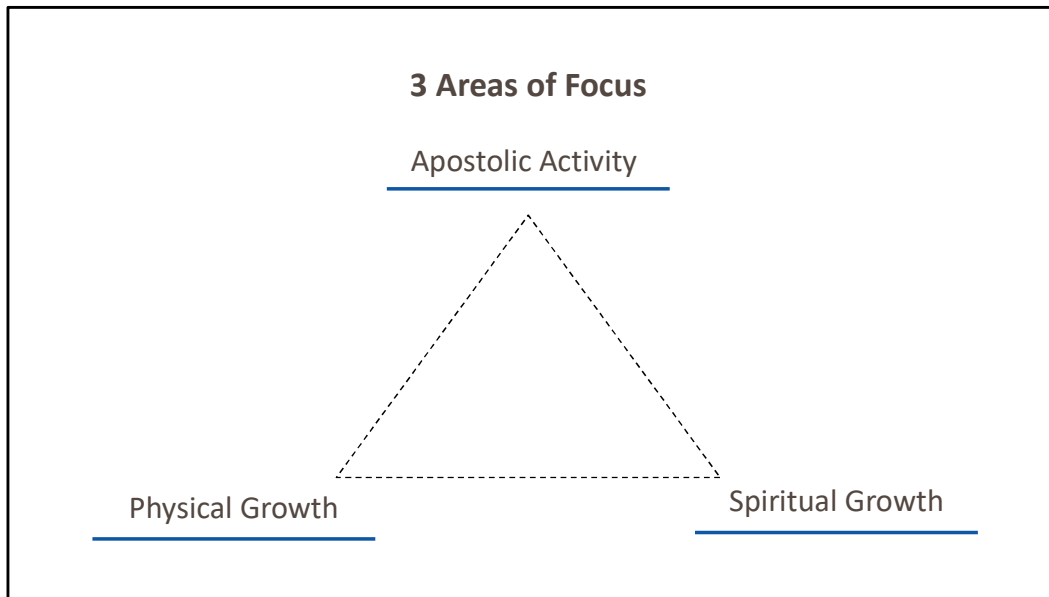 3 Areas of Focus
Apostolic Activity
Physical Growth
Spiritual Growth